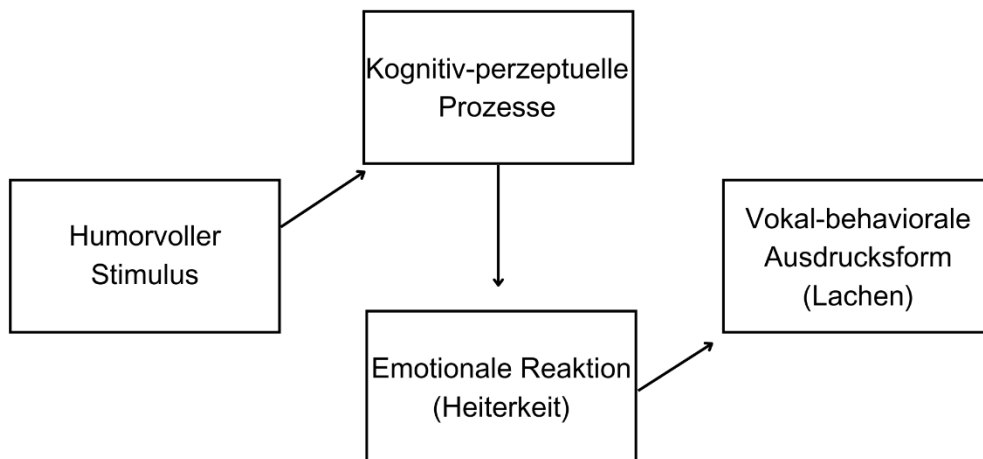 Humorvoller
Stimulus
Kognitiv-perzeptuelle
Prozesse
Emotionale Reaktion
(Heiterkeit)
Vokal-behaviorale
Ausdrucksform
(Lachen)